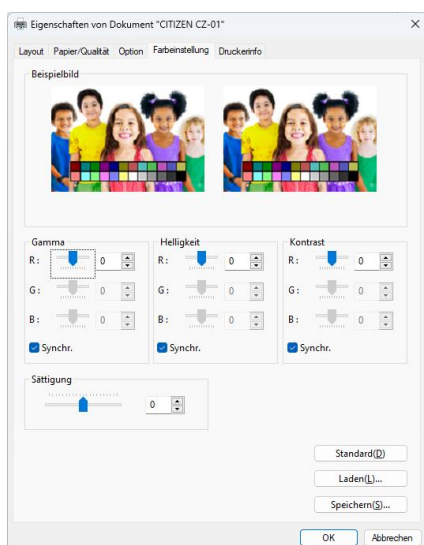 Eigenschaften von Dokument "CITIZEN CZ-01"
Layout Papier/Qualität Option Farbeinstellung Druckerinfo
Beispielbild
Gamma Helligkeit Kontrast
R : 0 R : 0 R : 0
G : 0 G : 0 G : 0
B : 0 B : 0 B : 0
Synchr. Synchr. Synchr.
Sättigung
0
Standard(D)
Laden(L)...
Speichern(S)...
OK Abbrechen